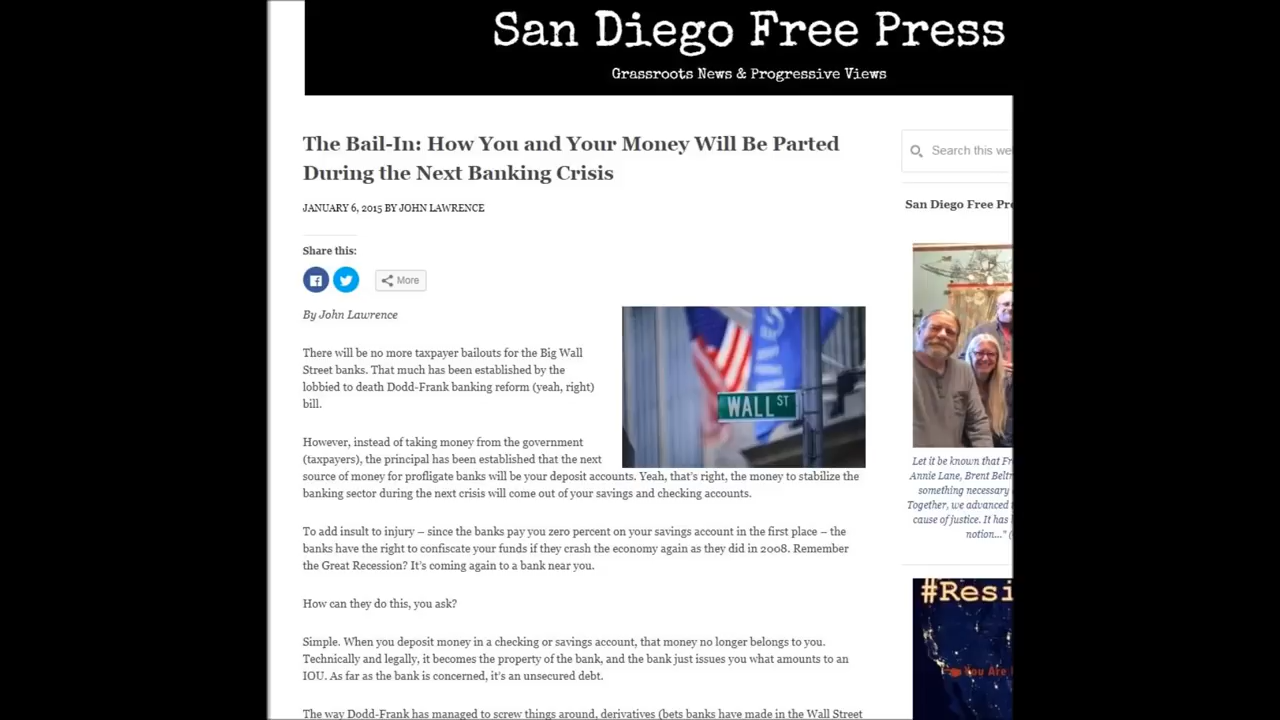 San Diego Free Press
Grassroots News & Progressive Views
The Bail-In: How You and Your Money Will Be Parted
During the Next Banking Crisis
JANUARY 6, 2015 BY JOHN LAWRENCE
Share this:
More
By John Lawrence
There will be no more taxpayer bailouts for the Big Wall
Street banks. That much has been established by the
lobbied to death Dodd-Frank banking reform (yeah, right)
bill.
However, instead of taking money from the government
(taxpayers), the principal has been established that the next
source of money for profligate banks will be your deposit accounts. Yeah, that's right, the money to stabilize the
banking sector during the next crisis will come out of your savings and checking accounts.
To add insult to injury – since the banks pay you zero percent on your savings account in the first place – the
banks have the right to confiscate your funds if they crash the economy again as they did in 2008. Remember
the Great Recession? It's coming again to a bank near you.
How can they do this, you ask?
Simple. When you deposit money in a checking or savings account, that money no longer belongs to you.
Technically and legally, it becomes the property of the bank, and the bank just issues you what amounts to an
IOU. As far as the bank is concerned, it's an unsecured debt.
The way Dodd-Frank has managed to screw things around, derivatives (bets banks have made in the Wall Street
WALL ST
Search this we
San Diego Free Pre
Let it be known that Fr
Annie Lane, Brent Belt
something necessary
Together, we advanced
cause of justice. It has
notion..." (
#Resi
You Are